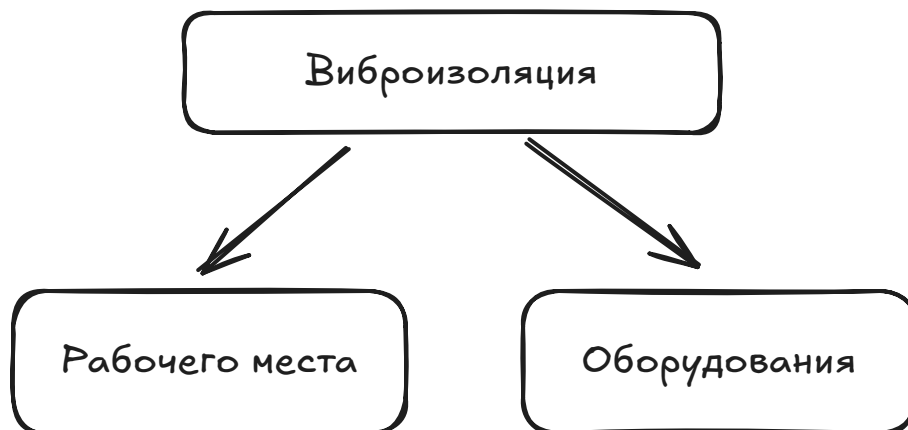 Виброизоляция
Рабочего места
Оборудования